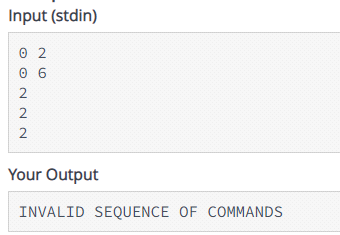 Input (stdin)
0 2
0 6
2
2
2
Your Output
INVALID SEQUENCE OF COMMANDS